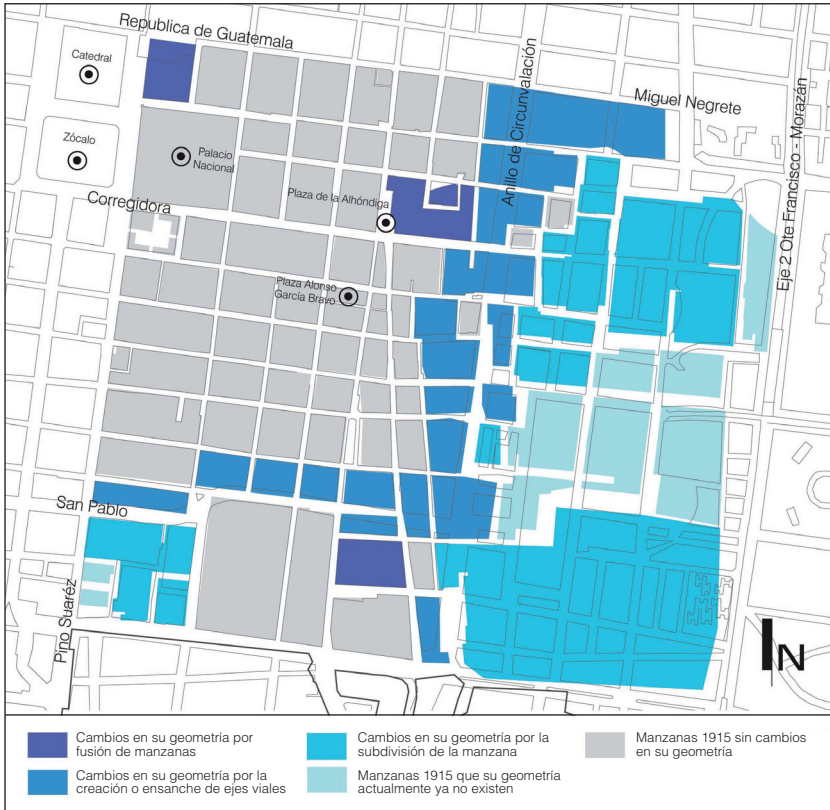 Republica de Guatemala
Catedral
Anillo de Circunvalación
Miguel Negrete
Eje 2 Ote Francisco - Morazán
Zócalo
Palacio
Nacional
Plaza de la Alhóndiga
Corregidora
Plaza Alonso
García Bravo
San Pablo
Pino Suaréz
N
Cambios en su geometría por
fusión de manzanas
Cambios en su geometría por la
creación o ensanche de ejes viales
Cambios en su geometría por la
subdivisión de la manzana
Manzanas 1915 que su geometría
actualmente ya no existen
Manzanas 1915 sin cambios
en su geometría